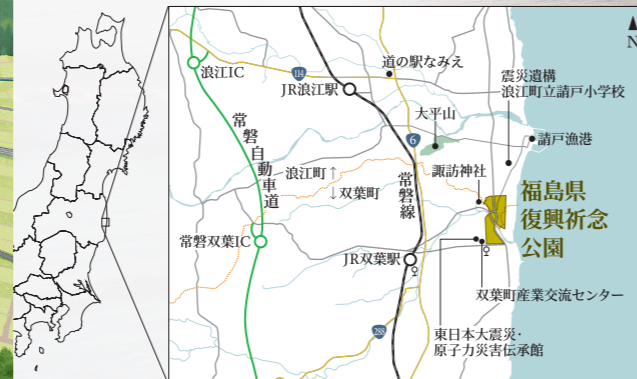 N
浪江IC
114
道の駅なみえ
JR浪江駅
震災遺構
浪江町立請戸小学校
大平山
請戸漁港
6
常磐自動車道
浪江町↑
↓双葉町
常磐線
諏訪神社
福島県
復興祈念
公園
常磐双葉IC
JR双葉駅
双葉町産業交流センター
東日本大震災・
原子力災害伝承館
288